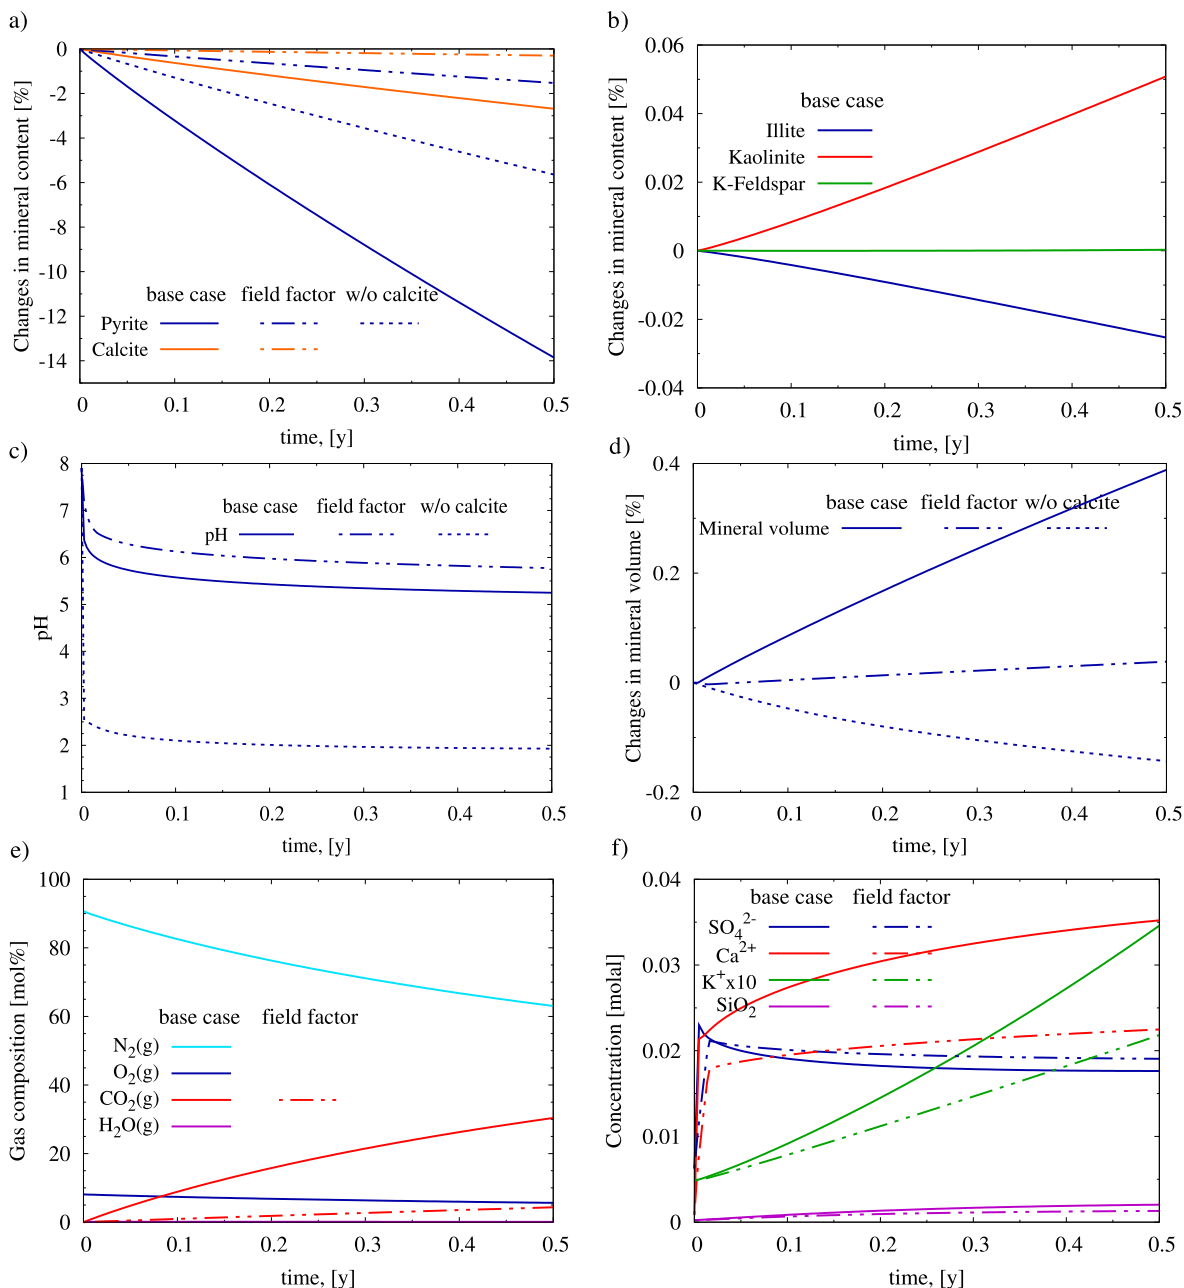 a)
Changes in mineral content [%]
0
-2
-4
-6
-8
-10
-12
-14
base case field factor w/o calcite
Pyrite
Calcite
0 0.1 0.2 0.3 0.4 0.5
time, [y]
b)
Changes in mineral content [%]
0.06
0.04
0.02
0
-0.02
-0.04
base case
Illite
Kaolinite
K-Feldspar
0 0.1 0.2 0.3 0.4 0.5
time, [y]
c)
pH
8
7
6
5
4
3
2
1
base case field factor w/o calcite
pH
0 0.1 0.2 0.3 0.4 0.5
time, [y]
d)
Changes in mineral volume [%]
0.4
0.2
0
-0.2
base case field factor w/o calcite
Mineral volume
0 0.1 0.2 0.3 0.4 0.5
time, [y]
e)
Gas composition [mol%]
100
80
60
40
20
0
base case field factor
N2(g)
O2(g)
CO2(g)
H2O(g)
0 0.1 0.2 0.3 0.4 0.5
time, [y]
f)
Concentration [molal]
0.04
0.03
0.02
0.01
0
base case field factor
SO4^2-
Ca^2+
K^+x10
SiO2
0 0.1 0.2 0.3 0.4 0.5
time, [y]